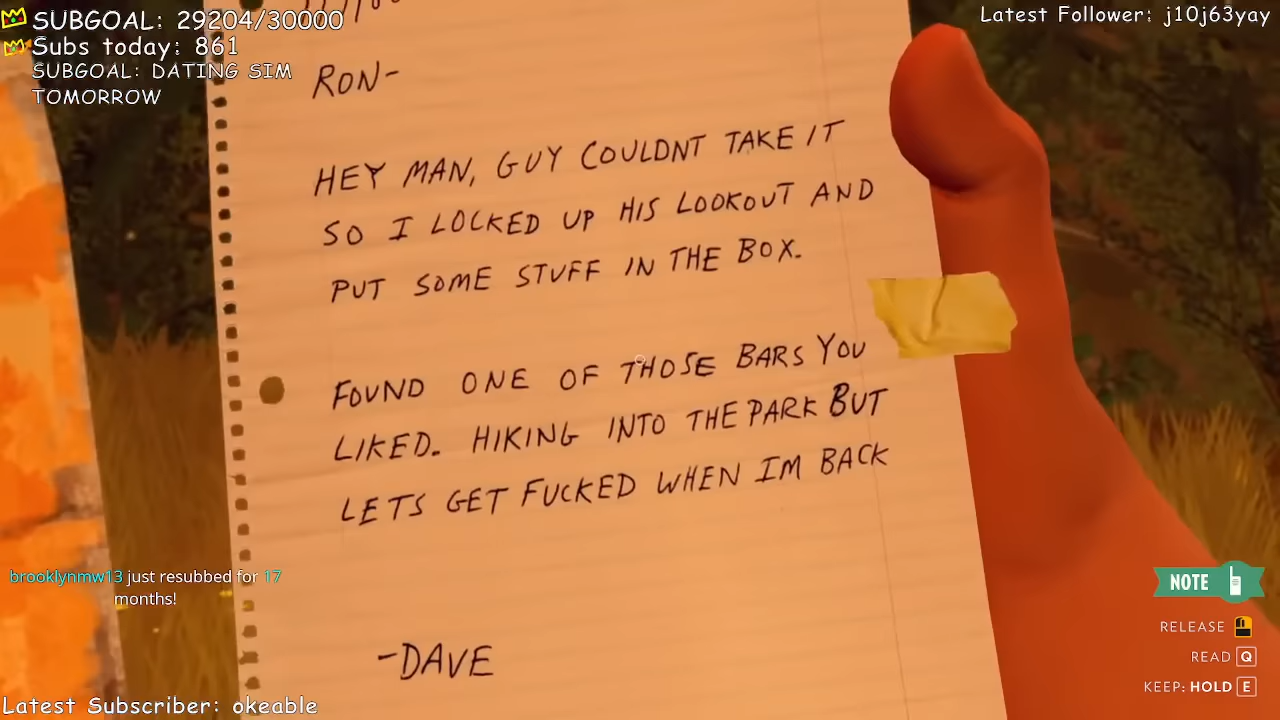 SUBGOAL: 29204/30000
Subs today: 861
SUBGOAL: DATING SIM
TOMORROW
Latest Follower: j10j63yay
RON-
HEY MAN, GUY COULDNT TAKE IT
SO I LOCKED UP HIS LOOKOUT AND
PUT SOME STUFF IN THE BOX.
FOUND ONE OF THOSE BARS YOU
LIKED. HIKING INTO THE PARK BUT
LETS GET FUCKED WHEN IM BACK
-DAVE
brooklynmw13 just resubbed for 17
months!
NOTE
RELEASE
READ Q
KEEP: HOLD E
Latest Subscriber: okeable